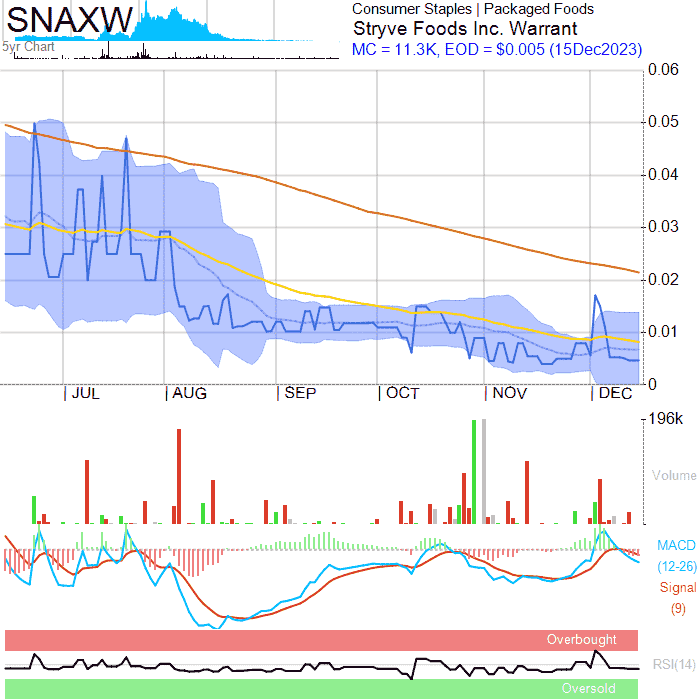 SNAXW
5yr Chart
Consumer Staples | Packaged Foods
Stryve Foods Inc. Warrant
MC = 11.3K, EOD = $0.005 (15Dec2023)
0.06
0.05
0.04
0.03
0.02
0.01
0
JUL AUG SEP OCT NOV DEC
196k
Volume
MACD
(12-26)
Signal
(9)
Overbought
RSI(14)
Oversold